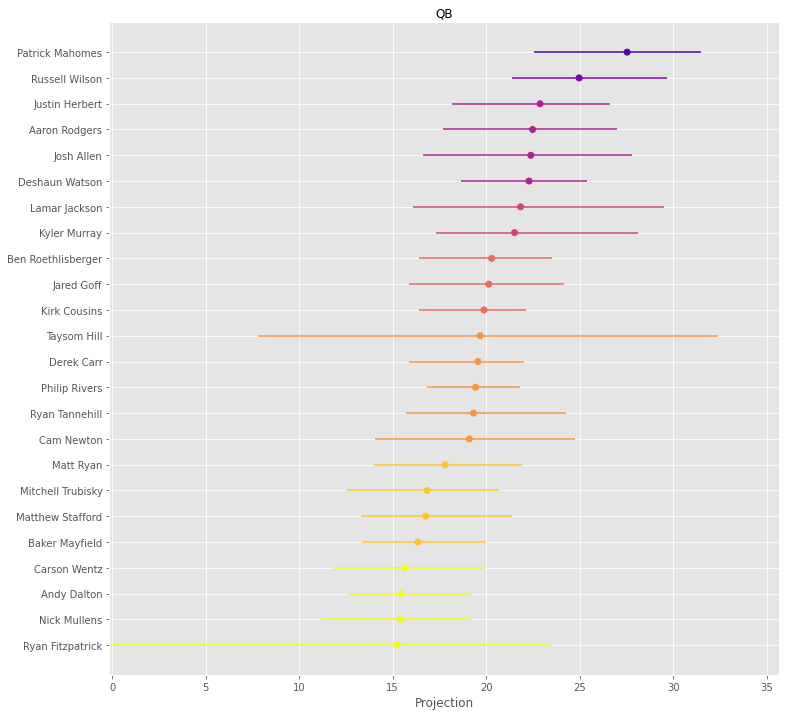 QB
Patrick Mahomes
Russell Wilson
Justin Herbert
Aaron Rodgers
Josh Allen
Deshaun Watson
Lamar Jackson
Kyler Murray
Ben Roethlisberger
Jared Goff
Kirk Cousins
Taysom Hill
Derek Carr
Philip Rivers
Ryan Tannehill
Cam Newton
Matt Ryan
Mitchell Trubisky
Matthew Stafford
Baker Mayfield
Carson Wentz
Andy Dalton
Nick Mullens
Ryan Fitzpatrick
0 5 10 15 20 25 30 35
Projection